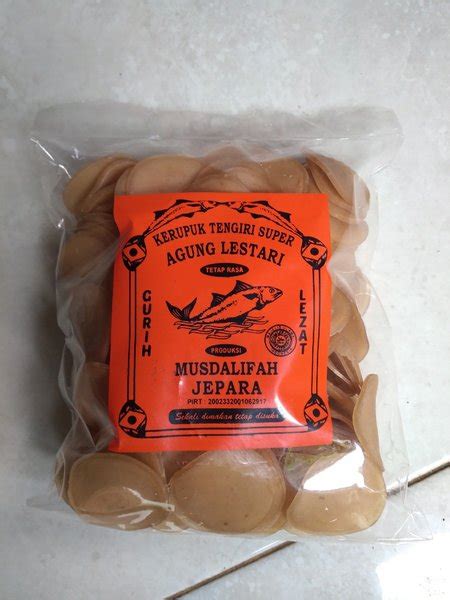 KERUPUK TENGIRI SUPER
AGUNG LESTARI
TETAP RASA
GURIH
LEZAT
PRODUKSI
MUSDALIFAH
JEPARA
PIRT : 2002332001062917
Sekali dimakan tetap disuka